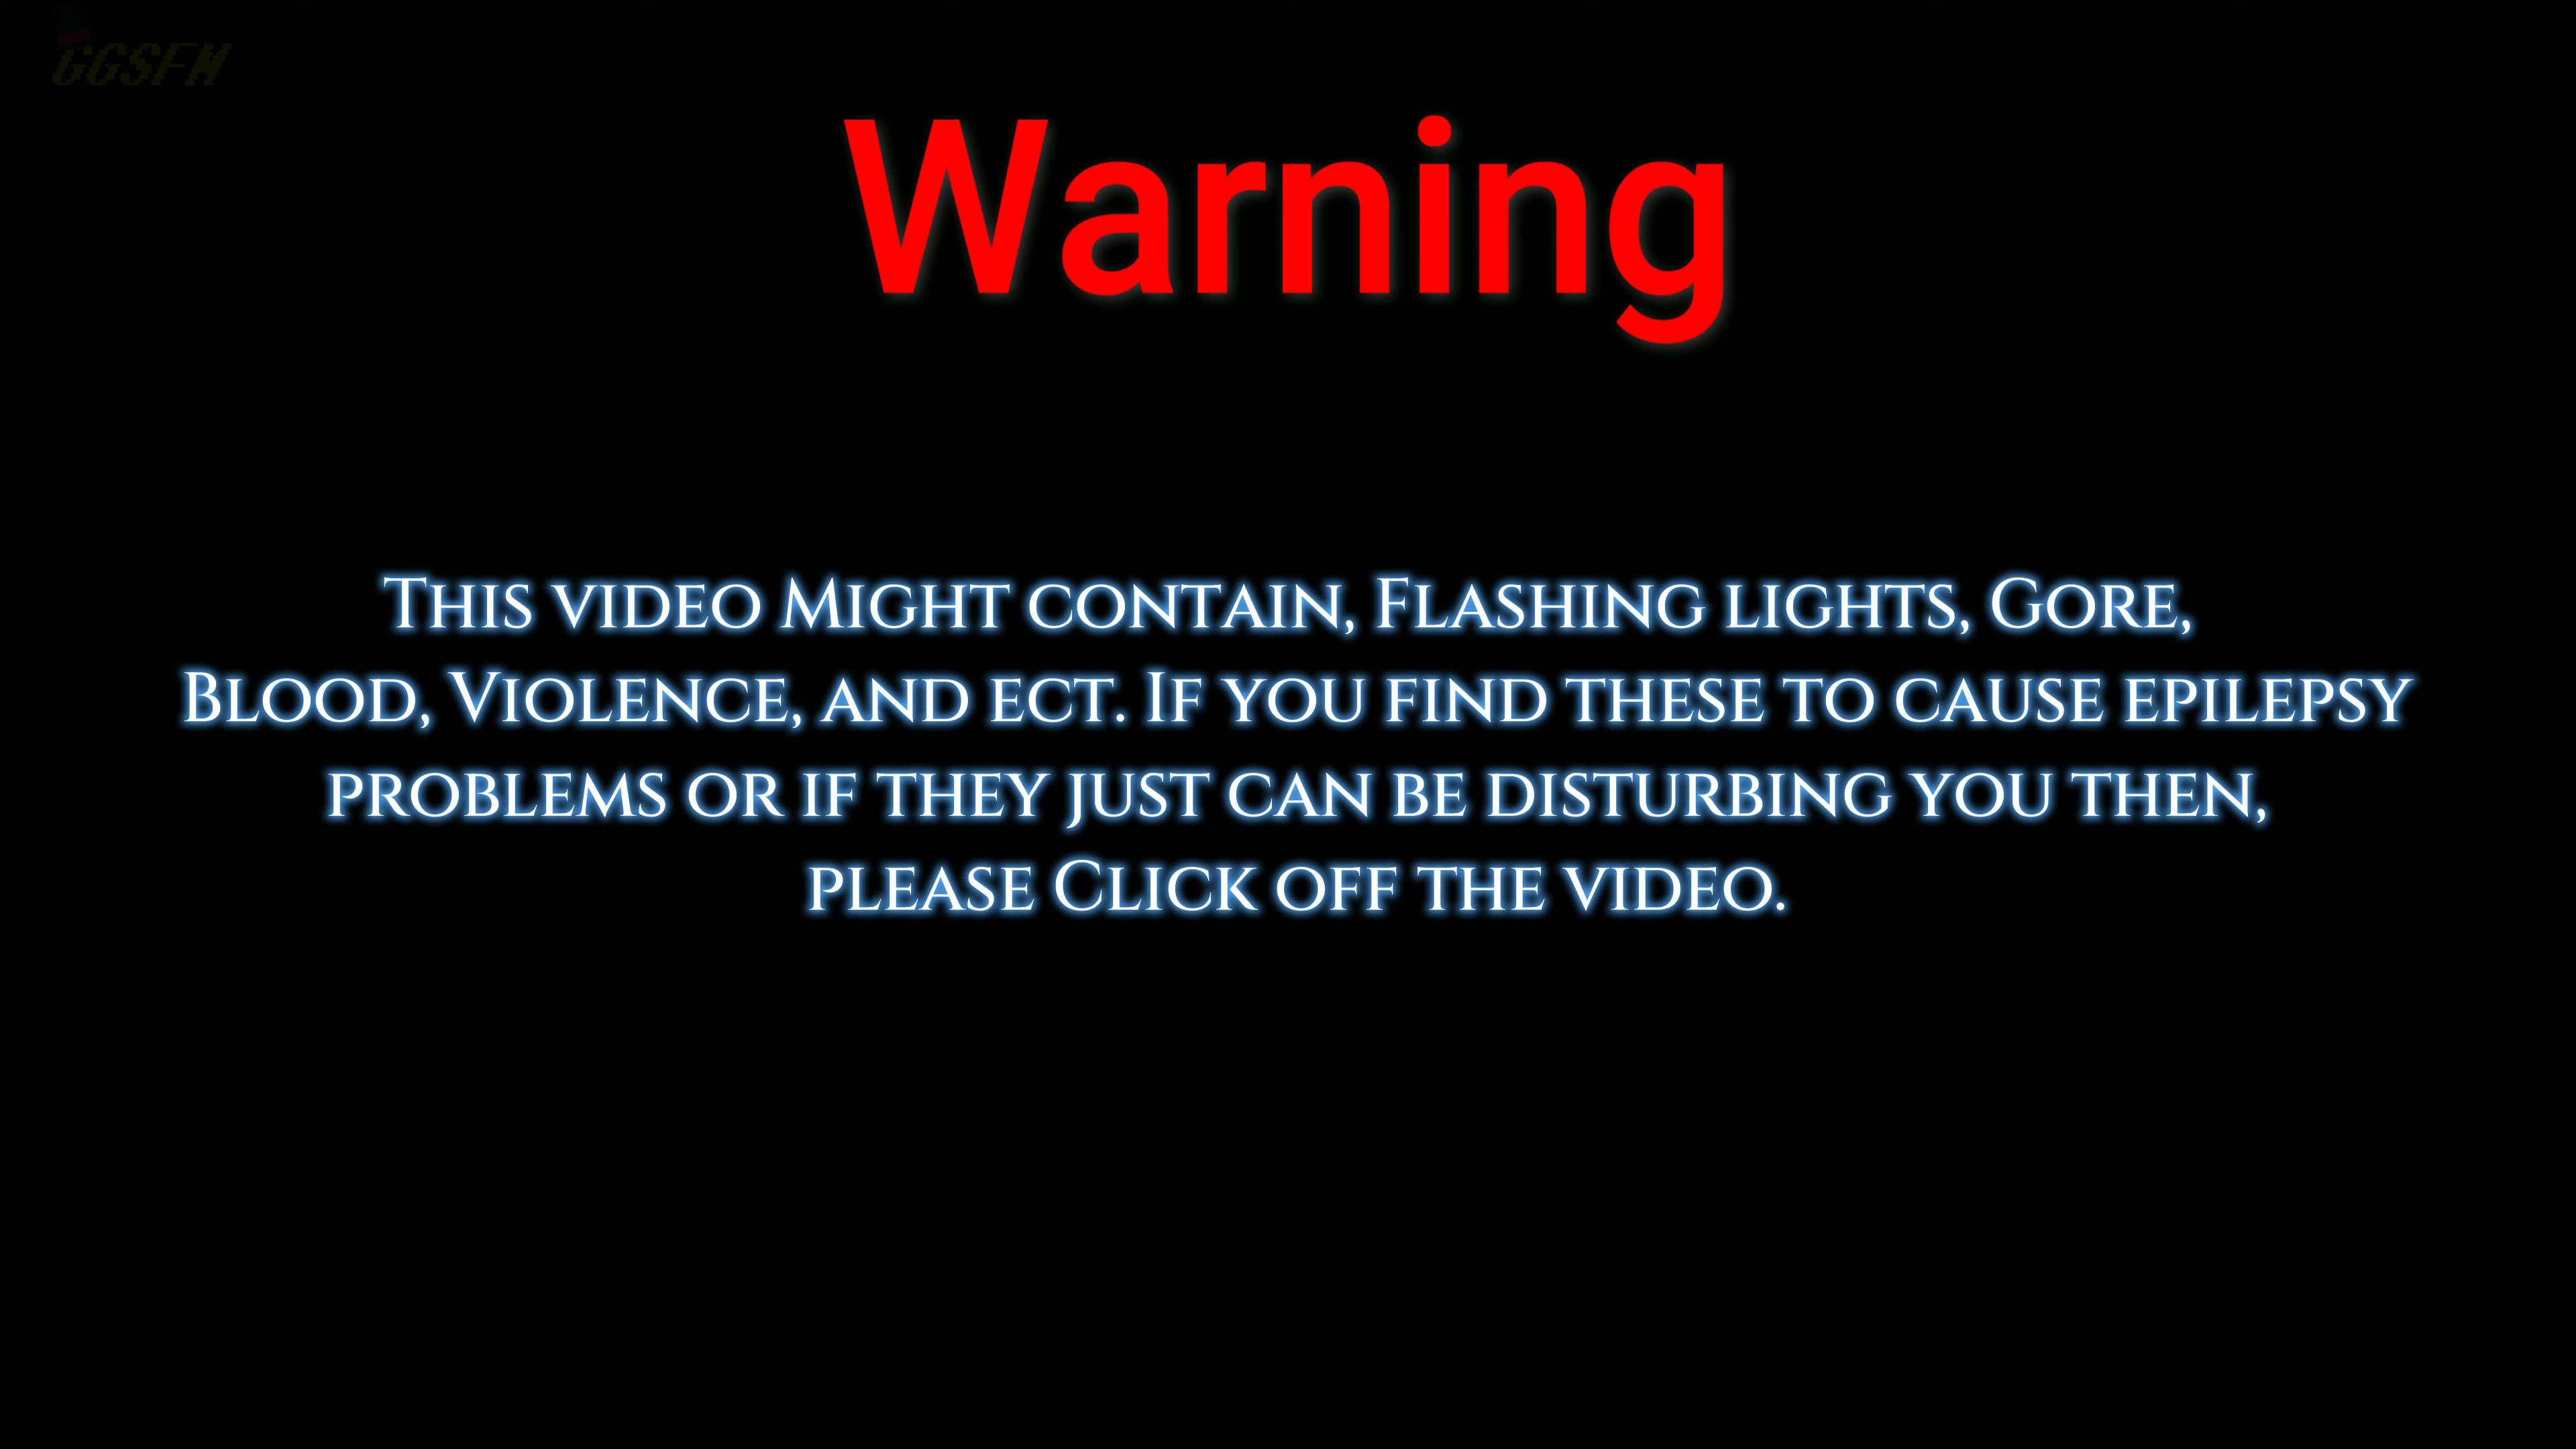 GGSFM
Warning
This video Might contain, Flashing lights, Gore,
Blood, Violence, and ect. If you find these to cause epilepsy
problems or if they just can be disturbing you then,
please Click off the video.